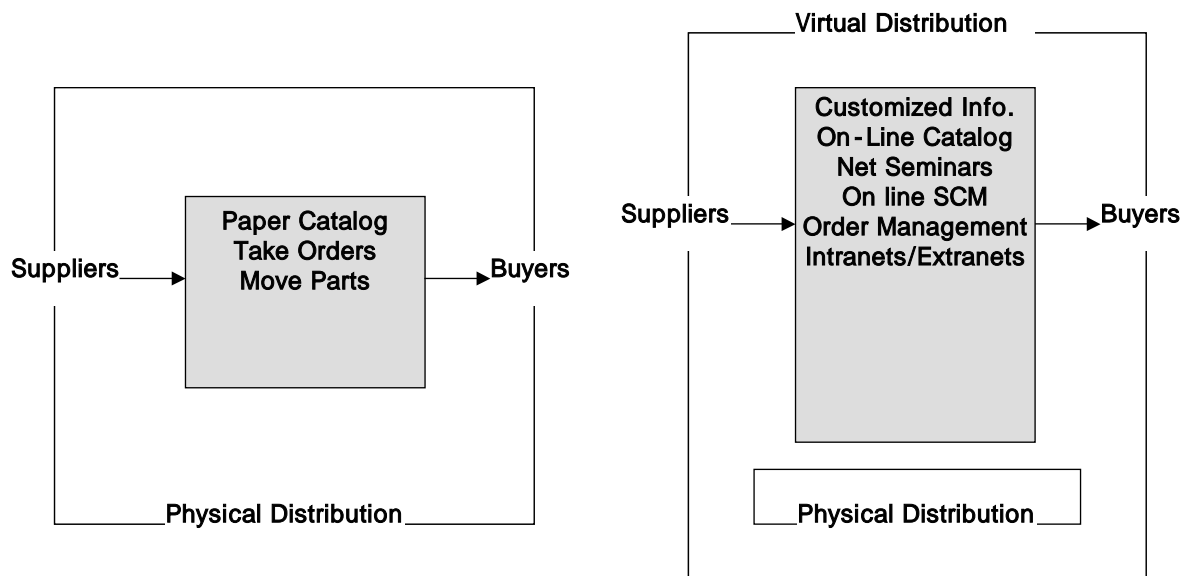 Paper Catalog
Take Orders
Move Parts
Suppliers
Buyers
Physical Distribution
Virtual Distribution
Customized Info.
On-Line Catalog
Net Seminars
On line SCM
Order Management
Intranets/Extranets
Suppliers
Buyers
Physical Distribution